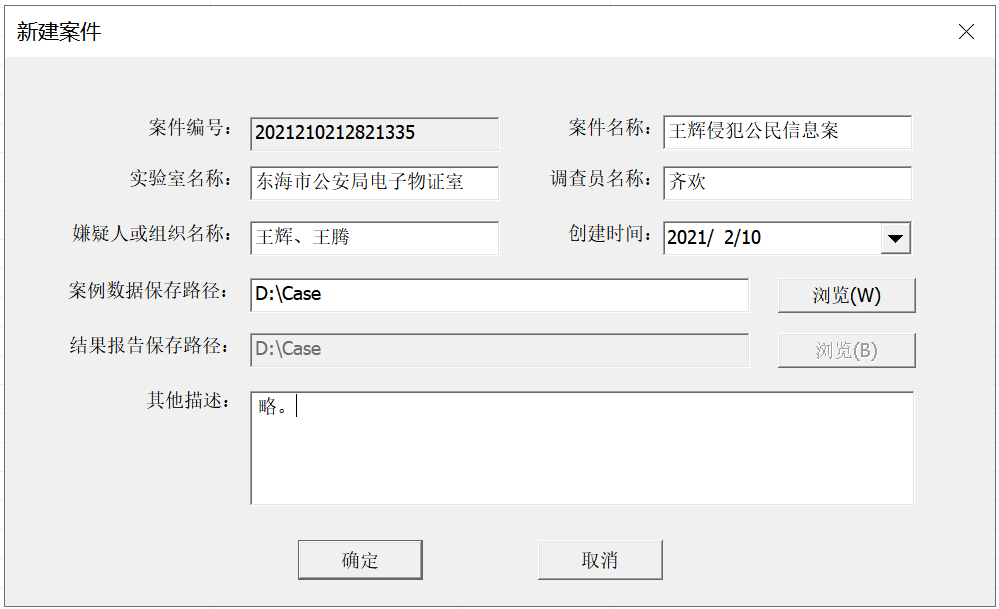 新建案件
案件编号： 2021210212821335 案件名称： 王辉侵犯公民信息案
实验室名称： 东海市公安局电子物证室 调查员名称： 齐欢
嫌疑人或组织名称： 王辉、王腾 创建时间： 2021/ 2/10
案例数据保存路径： D:\Case 浏览(W)
结果报告保存路径： D:\Case 浏览(B)
其他描述： 略。
确定 取消